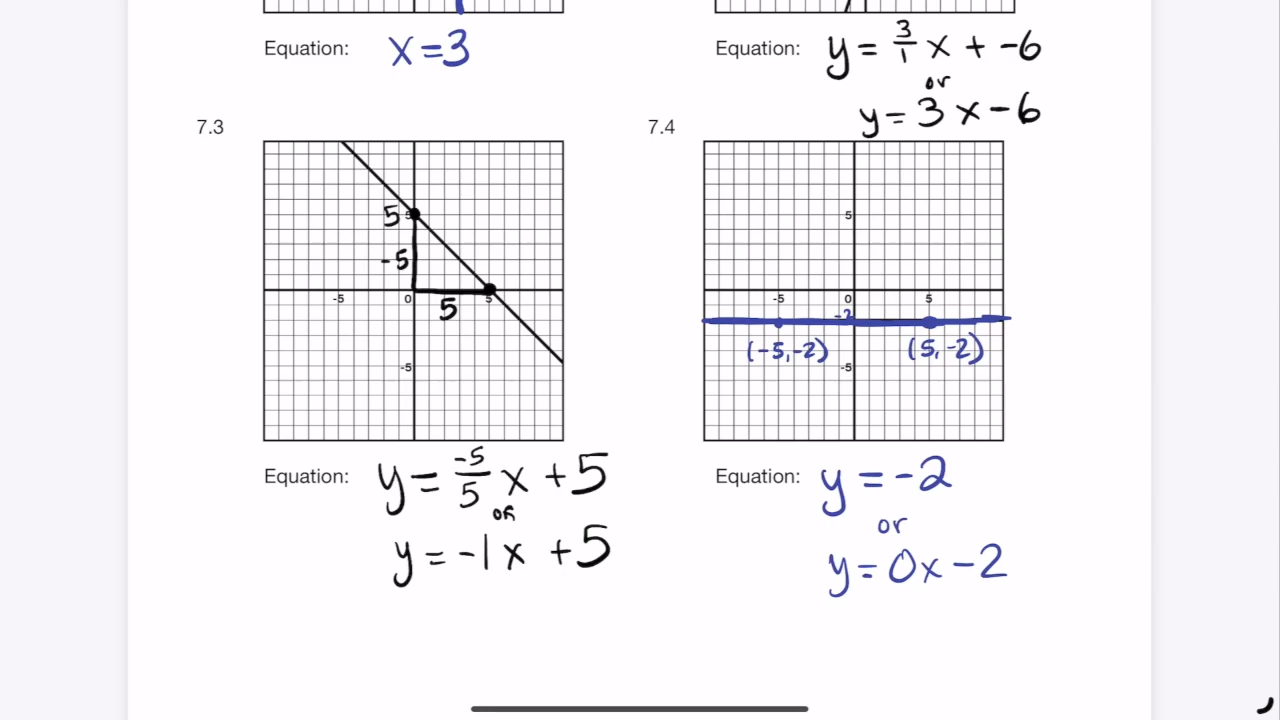 Equation: x=3
Equation: y = 3/1 x + -6
or
y = 3x - 6
7.3
5 5
-5
-5 0 5
5
-5
Equation: y = -5/5 x + 5
or
y = -1x + 5
7.4
5
-5 0 5
-2
(-5,-2) (5,-2)
-5
Equation: y = -2
or
y = 0x - 2